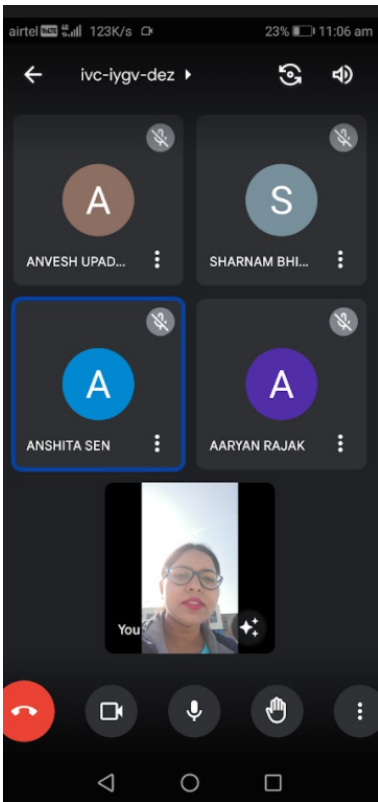 airtel VoLTE 123K/s 23% 11:06 am
ivc-iygv-dez
A
S
ANVESH UPAD...
SHARNAM BHI...
A
A
ANSHITA SEN
AARYAN RAJAK
You